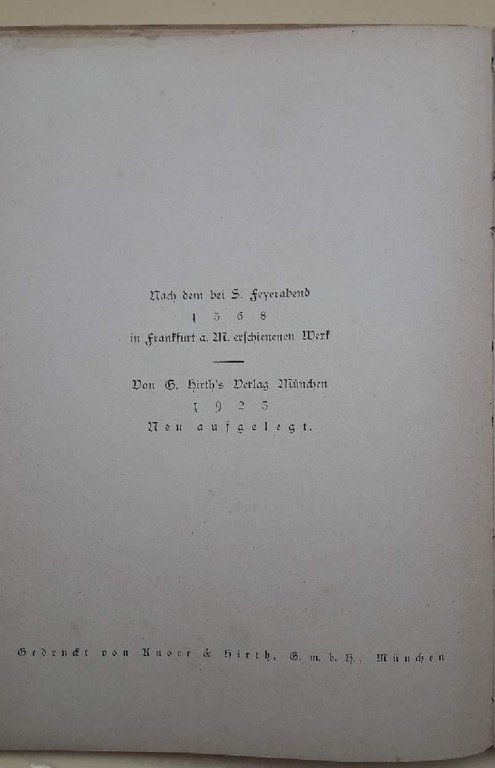 Nach dem bei S. Feyerabend
1 5 6 8
in Frankfurt a. M. erschienenen Werk
Von G. Hirth's Verlag München
1 9 2 3
Neu aufgelegt.
Gedruckt von Knorr & Hirth, G. m. b. H., München